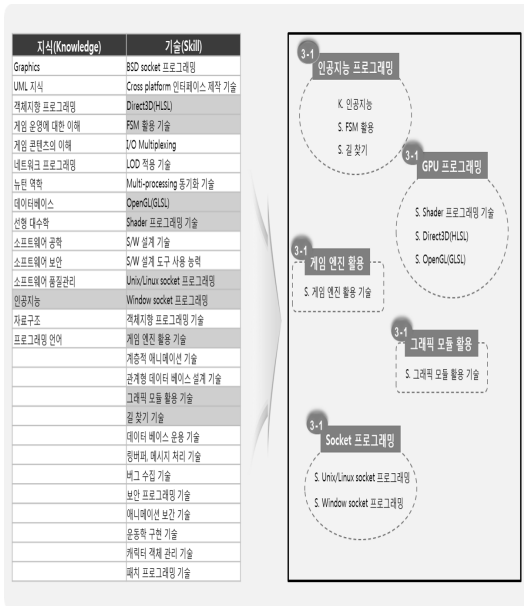 지식(Knowledge) 기술(Skill)
Graphics BSD socket 프로그래밍
UML 지식 Cross platform 인터페이스 제작 기술
객체지향 프로그래밍 Direct3D(HLSL)
게임 운영에 대한 이해 FSM 활용 기술
게임 콘텐츠의 이해 I/O Multiplexing
네트워크 프로그래밍 LOD 적용 기술
뉴턴 역학 Multi-processing 동기화 기술
데이터베이스 OpenGL(GLSL)
선형 대수학 Shader 프로그래밍 기술
소프트웨어 공학 S/W 설계 기술
소프트웨어 보안 S/W 설계 도구 사용 능력
소프트웨어 품질관리 Unix/Linux socket 프로그래밍
인공지능 Window socket 프로그래밍
자료구조 객체지향 프로그래밍 기술
프로그래밍 언어 게임 엔진 활용 기술
계층적 애니메이션 기술
관계형 데이터 베이스 설계 기술
그래픽 모듈 활용 기술
길 찾기 기술
데이터 베이스 운용 기술
링버퍼, 메시지 처리 기술
버그 수집 기술
보안 프로그래밍 기술
애니메이션 보간 기술
운동학 구현 기술
캐릭터 객체 관리 기술
패치 프로그래밍 기술
3-1
인공지능 프로그래밍
K. 인공지능
S. FSM 활용
S. 길 찾기
3-1
GPU 프로그래밍
S. Shader 프로그래밍 기술
S. Direct3D(HLSL)
S. OpenGL(GLSL)
3-1
게임 엔진 활용
S. 게임 엔진 활용 기술
3-1
그래픽 모듈 활용
S. 그래픽 모듈 활용 기술
3-1
Socket 프로그래밍
S. Unix/Linux socket 프로그래밍
S. Window socket 프로그래밍